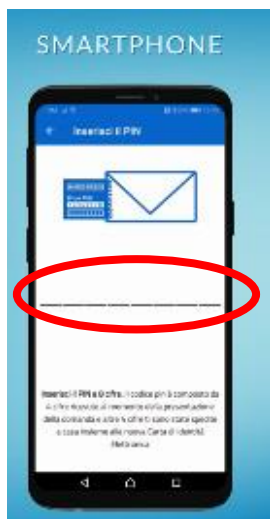 SMARTPHONE
Inserisci il PIN
Inserisci il PIN a 8 cifre. Il codice pin è composto da
4 cifre ricevute al momento della presentazione
della domanda e altre 4 cifre ti sono state spedite
a casa insieme alla nuova Carta di Identità
Elettronica